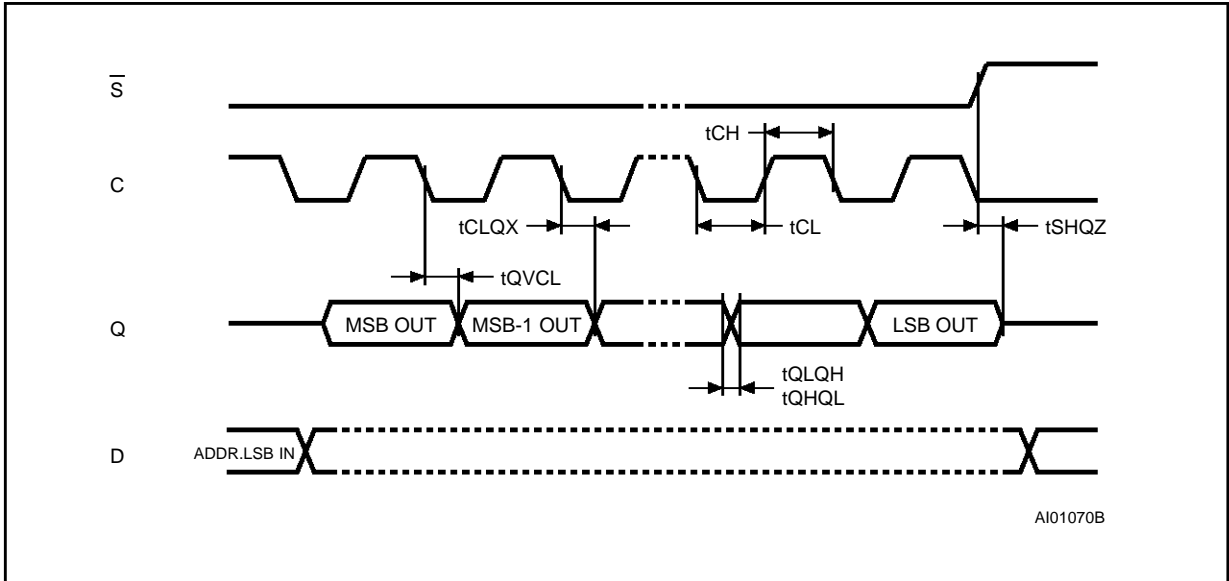 S̅
tCH
C
tCLQX
tCL
tSHQZ
tQVCL
Q
MSB OUT
MSB-1 OUT
LSB OUT
tQLQH
tQHQL
D
ADDR.LSB IN
AI01070B